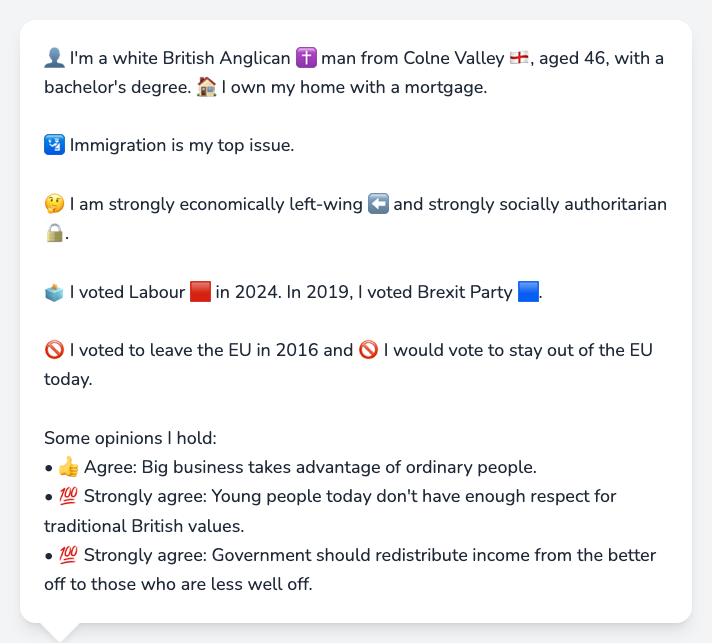 👤 I'm a white British Anglican ✝️ man from Colne Valley 🏴󠁧󠁢󠁥󠁮󠁧󠁿, aged 46, with a
bachelor's degree. 🏠 I own my home with a mortgage.
🛂 Immigration is my top issue.
🤔 I am strongly economically left-wing ⬅️ and strongly socially authoritarian
🔒.
🗳️ I voted Labour 🟥 in 2024. In 2019, I voted Brexit Party 🟦.
🚫 I voted to leave the EU in 2016 and 🚫 I would vote to stay out of the EU
today.
Some opinions I hold:
• 👍 Agree: Big business takes advantage of ordinary people.
• 💯 Strongly agree: Young people today don't have enough respect for
traditional British values.
• 💯 Strongly agree: Government should redistribute income from the better
off to those who are less well off.